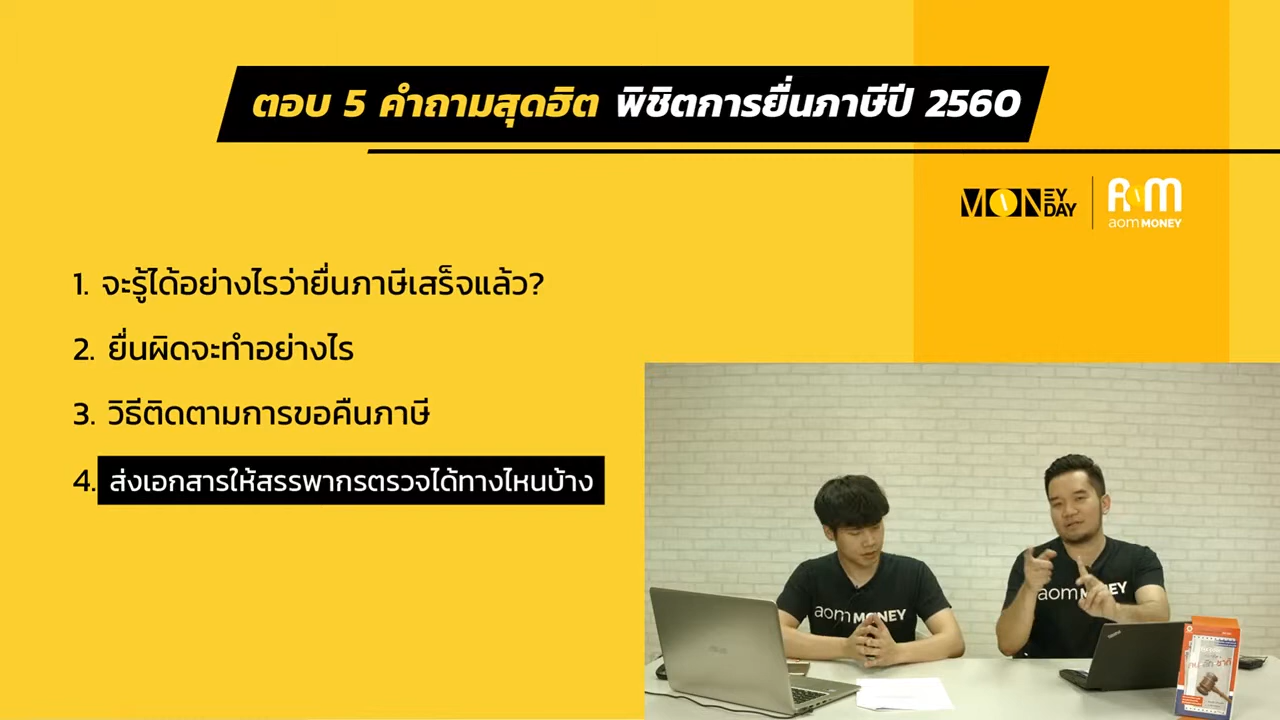 ตอบ 5 คำถามสุดฮิต พิชิตการยื่นภาษีปี 2560
MONEY DAY
AOM
aomMONEY
1. จะรู้ได้อย่างไรว่ายื่นภาษีเสร็จแล้ว?
2. ยื่นผิดจะทำอย่างไร
3. วิธีติดตามการขอคืนภาษี
4. ส่งเอกสารให้สรรพากรตรวจได้ทางไหนบ้าง
aomMONEY
aomMONEY
ASUS